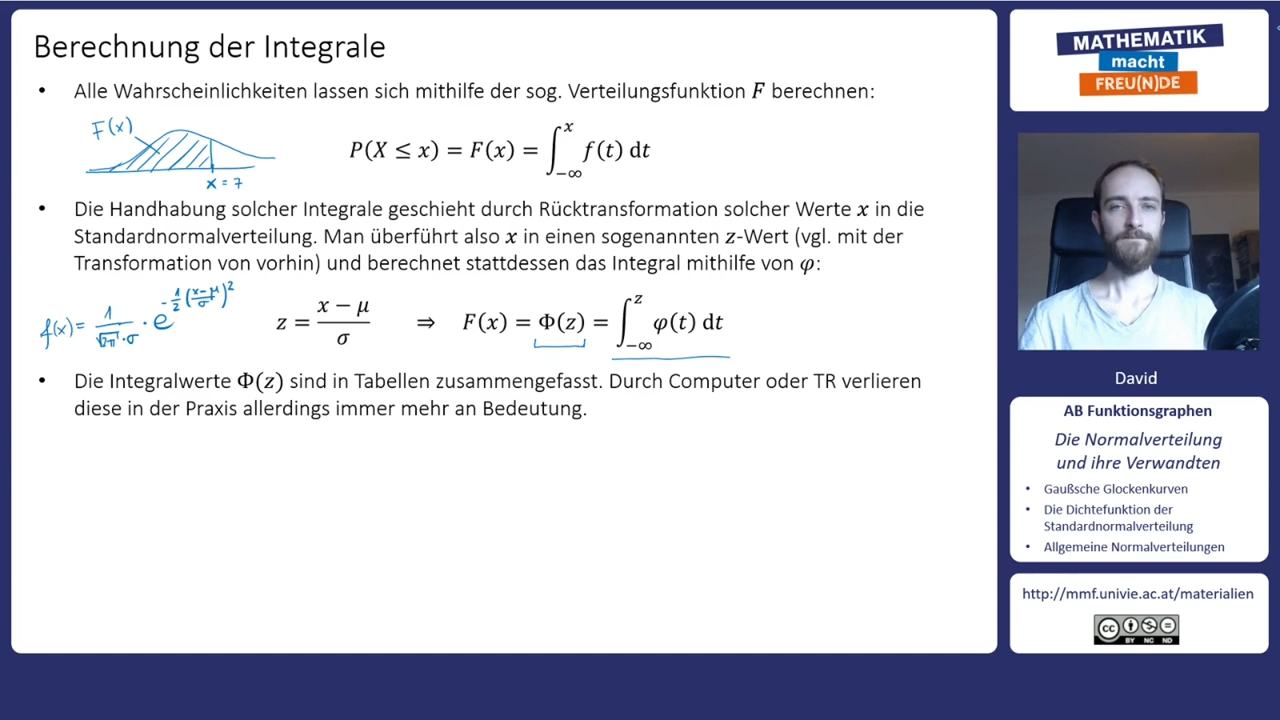 Berechnung der Integrale
• Alle Wahrscheinlichkeiten lassen sich mithilfe der sog. Verteilungsfunktion F berechnen:
F(x)
x = 7
P(X ≤ x) = F(x) = ∫_{-∞}^{x} f(t) dt
• Die Handhabung solcher Integrale geschieht durch Rücktransformation solcher Werte x in die
Standardnormalverteilung. Man überführt also x in einen sogenannten z-Wert (vgl. mit der
Transformation von vorhin) und berechnet stattdessen das Integral mithilfe von φ:
f(x) = 1/(√2π · σ) · e^{-1/2 ((x-μ)/σ)^2}
z = (x − μ)/σ ⇒ F(x) = Φ(z) = ∫_{-∞}^{z} φ(t) dt
• Die Integralwerte Φ(z) sind in Tabellen zusammengefasst. Durch Computer oder TR verlieren
diese in der Praxis allerdings immer mehr an Bedeutung.
MATHEMATIK
macht
FREU(N)DE
David
AB Funktionsgraphen
Die Normalverteilung
und ihre Verwandten
• Gaußsche Glockenkurven
• Die Dichtefunktion der
Standardnormalverteilung
• Allgemeine Normalverteilungen
http://mmf.univie.ac.at/materialien
CC BY NC ND